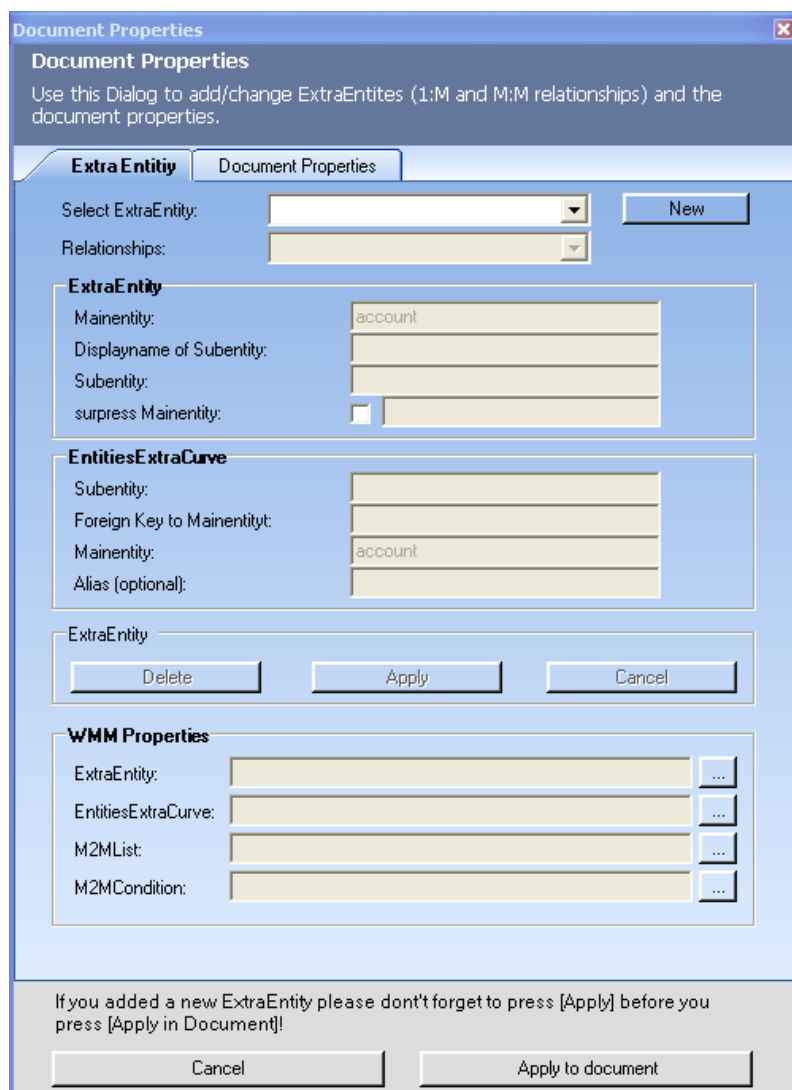 Document Properties
Document Properties
Use this Dialog to add/change ExtraEntites (1:M and M:M relationships) and the
document properties.
Extra Entitiy
Document Properties
Select ExtraEntity:
New
Relationships:
ExtraEntity
Mainentity:
account
Displayname of Subentity:
Subentity:
surpress Mainentity:
EntitiesExtraCurve
Subentity:
Foreign Key to Mainentityt:
Mainentity:
account
Alias (optional):
ExtraEntity
Delete
Apply
Cancel
WMM Properties
ExtraEntity:
...
EntitiesExtraCurve:
...
M2MList:
...
M2MCondition:
...
If you added a new ExtraEntity please dont't forget to press [Apply] before you
press [Apply in Document]!
Cancel
Apply to document